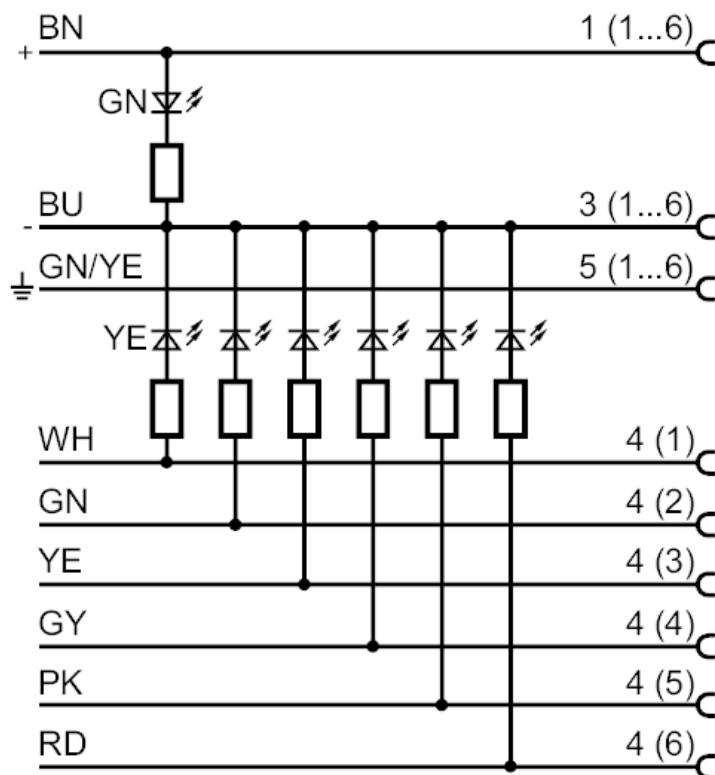 BN 1 (1...6)
+
GN
BU 3 (1...6)
-
GN/YE 5 (1...6)
YE
WH 4 (1)
GN 4 (2)
YE 4 (3)
GY 4 (4)
PK 4 (5)
RD 4 (6)